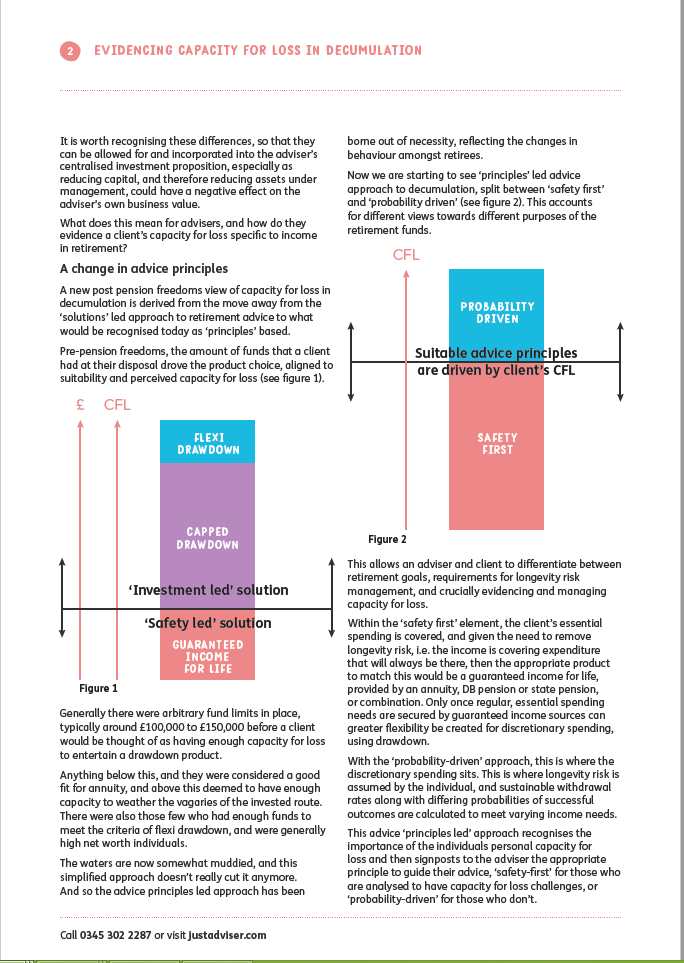 2
EVIDENCING CAPACITY FOR LOSS IN DECUMULATION
It is worth recognising these differences, so that they
can be allowed for and incorporated into the adviser's
centralised investment proposition, especially as
reducing capital, and therefore reducing assets under
management, could have a negative effect on the
adviser's own business value.
What does this mean for advisers, and how do they
evidence a client's capacity for loss specific to income
in retirement?
A change in advice principles
A new post pension freedoms view of capacity for loss in
decumulation is derived from the move away from the
'solutions' led approach to retirement advice to what
would be recognised today as 'principles' based.
Pre-pension freedoms, the amount of funds that a client
had at their disposal drove the product choice, aligned to
suitability and perceived capacity for loss (see figure 1).
£ CFL
FLEXI
DRAWDOWN
CAPPED
DRAWDOWN
'Investment led' solution
'Safety led' solution
GUARANTEED
INCOME
FOR LIFE
Figure 1
Generally there were arbitrary fund limits in place,
typically around £100,000 to £150,000 before a client
would be thought of as having enough capacity for loss
to entertain a drawdown product.
Anything below this, and they were considered a good
fit for annuity, and above this deemed to have enough
capacity to weather the vagaries of the invested route.
There were also those few who had enough funds to
meet the criteria of flexi drawdown, and were generally
high net worth individuals.
The waters are now somewhat muddied, and this
simplified approach doesn't really cut it anymore.
And so the advice principles led approach has been
borne out of necessity, reflecting the changes in
behaviour amongst retirees.
Now we are starting to see 'principles' led advice
approach to decumulation, split between 'safety first'
and 'probability driven' (see figure 2). This accounts
for different views towards different purposes of the
retirement funds.
CFL
PROBABILITY
DRIVEN
Suitable advice principles
are driven by client's CFL
SAFETY
FIRST
Figure 2
This allows an adviser and client to differentiate between
retirement goals, requirements for longevity risk
management, and crucially evidencing and managing
capacity for loss.
Within the 'safety first' element, the client's essential
spending is covered, and given the need to remove
longevity risk, i.e. the income is covering expenditure
that will always be there, then the appropriate product
to match this would be a guaranteed income for life,
provided by an annuity, DB pension or state pension,
or combination. Only once regular, essential spending
needs are secured by guaranteed income sources can
greater flexibility be created for discretionary spending,
using drawdown.
With the 'probability-driven' approach, this is where the
discretionary spending sits. This is where longevity risk is
assumed by the individual, and sustainable withdrawal
rates along with differing probabilities of successful
outcomes are calculated to meet varying income needs.
This advice 'principles led' approach recognises the
importance of the individuals personal capacity for
loss and then signposts to the adviser the appropriate
principle to guide their advice, 'safety-first' for those who
are analysed to have capacity for loss challenges, or
'probability-driven' for those who don't.
Call 0345 302 2287 or visit justadviser.com